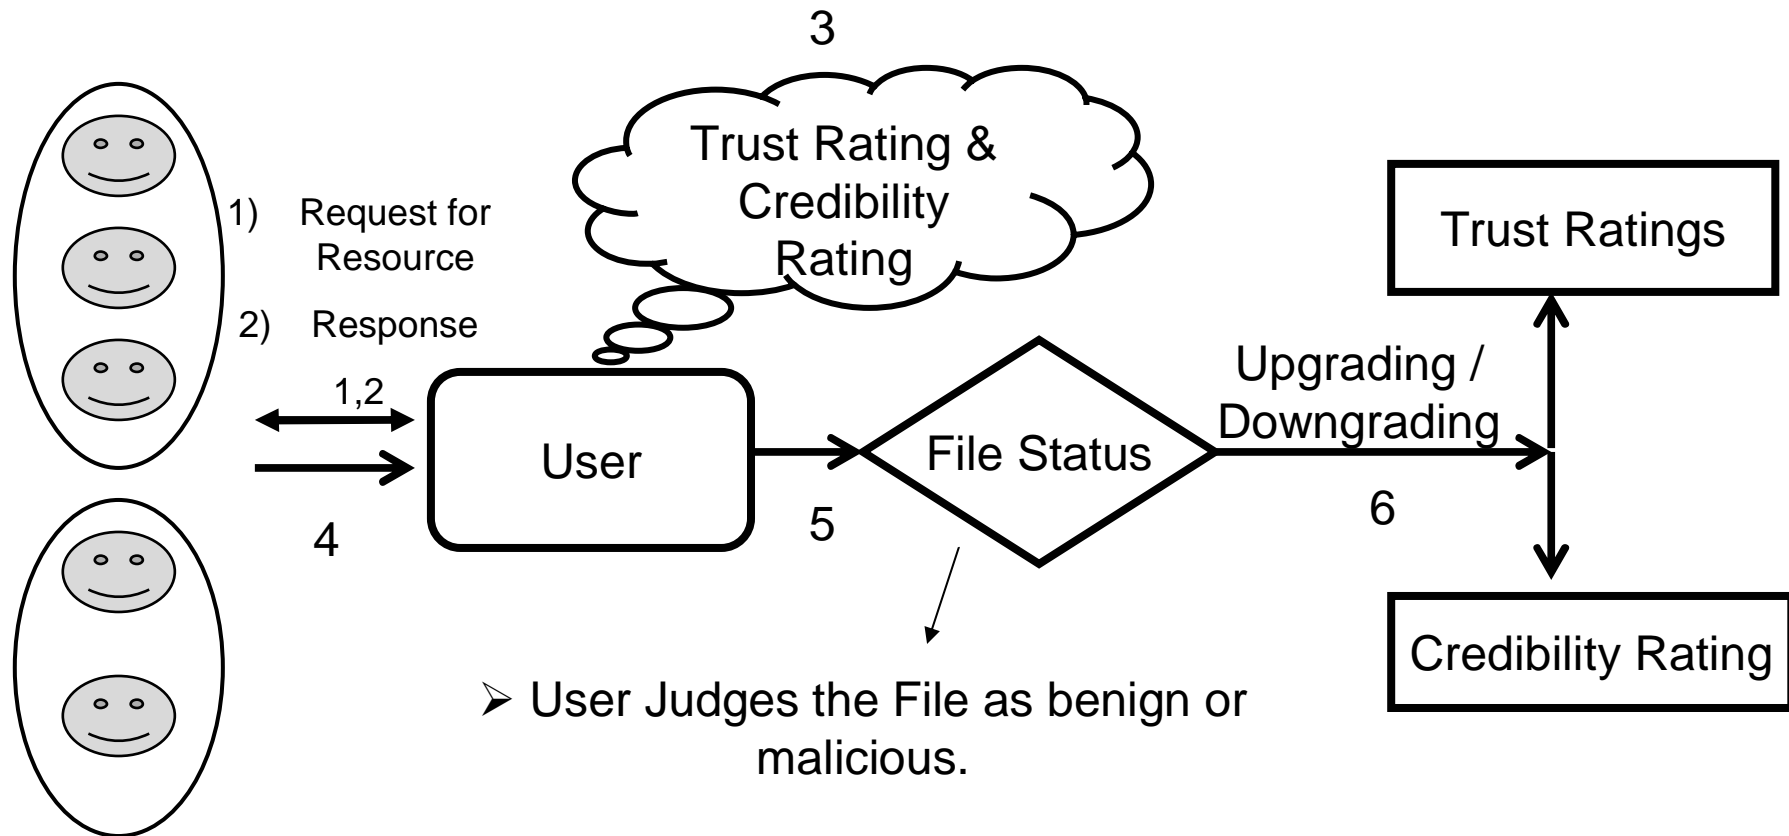 3
Trust Rating &
Credibility
Rating
1) Request for
Resource
2) Response
1,2
User
4
5
File Status
Upgrading /
Downgrading
6
Trust Ratings
Credibility Rating
➢ User Judges the File as benign or
malicious.